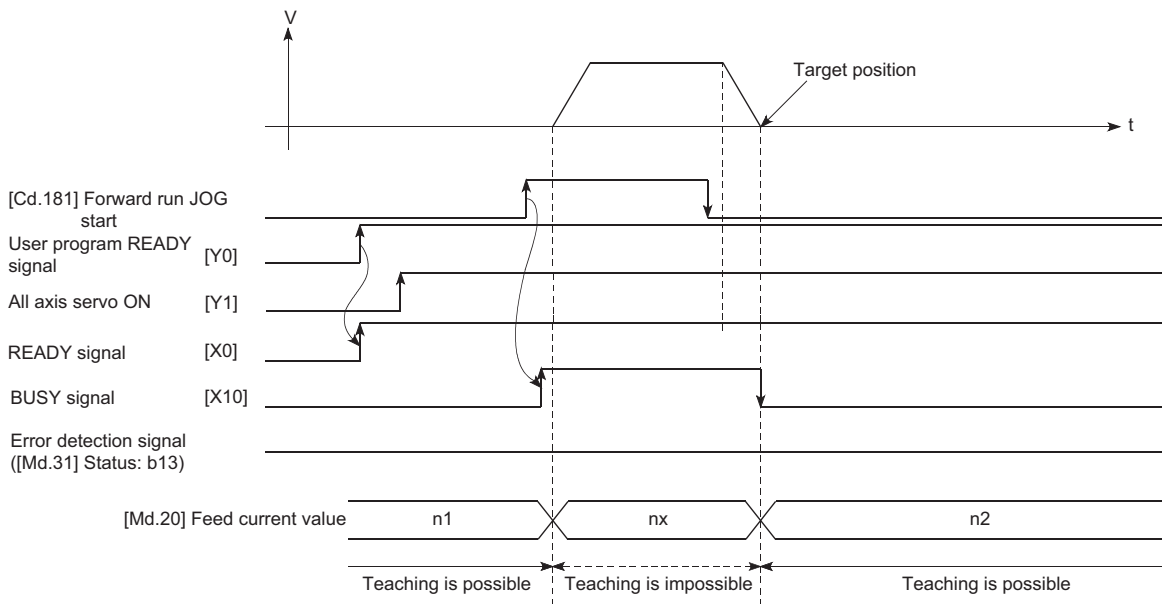 V
Target position
t
[Cd.181] Forward run JOG
start
User program READY
signal
[Y0]
All axis servo ON [Y1]
READY signal [X0]
BUSY signal [X10]
Error detection signal
([Md.31] Status: b13)
[Md.20] Feed current value n1 nx n2
Teaching is possible Teaching is impossible Teaching is possible